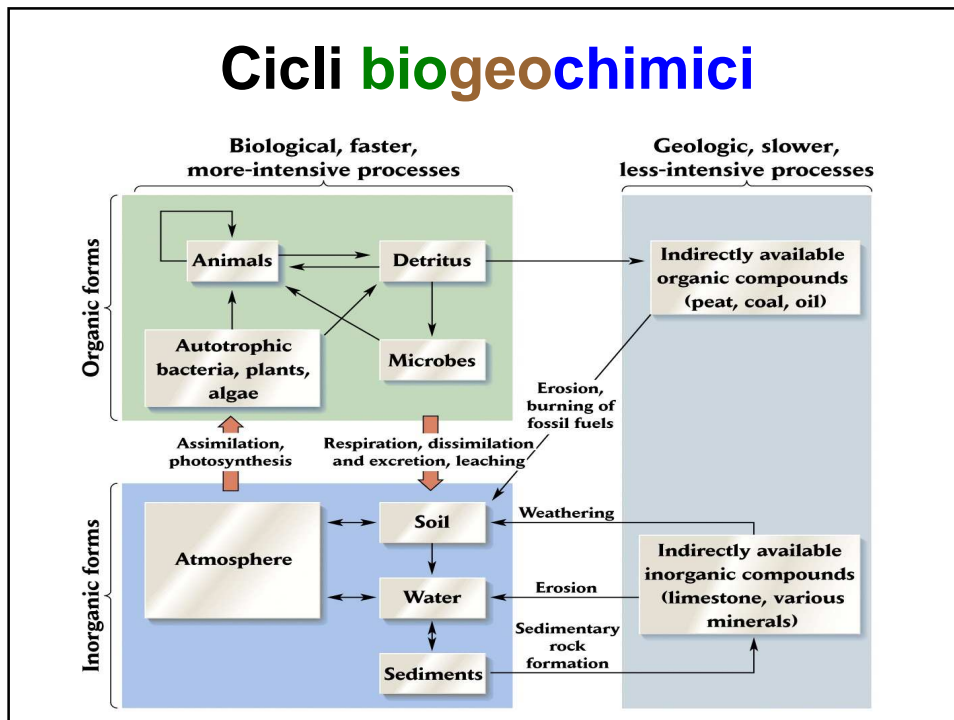 Cicli biogeochimici
Biological, faster,
more-intensive processes
Geologic, slower,
less-intensive processes
Organic forms
Animals
Detritus
Indirectly available
organic compounds
(peat, coal, oil)
Autotrophic
bacteria, plants,
algae
Microbes
Erosion,
burning of
fossil fuels
Assimilation,
photosynthesis
Respiration, dissimilation
and excretion, leaching
Inorganic forms
Atmosphere
Soil
Weathering
Indirectly available
inorganic compounds
(limestone, various
minerals)
Water
Erosion
Sedimentary
rock
formation
Sediments